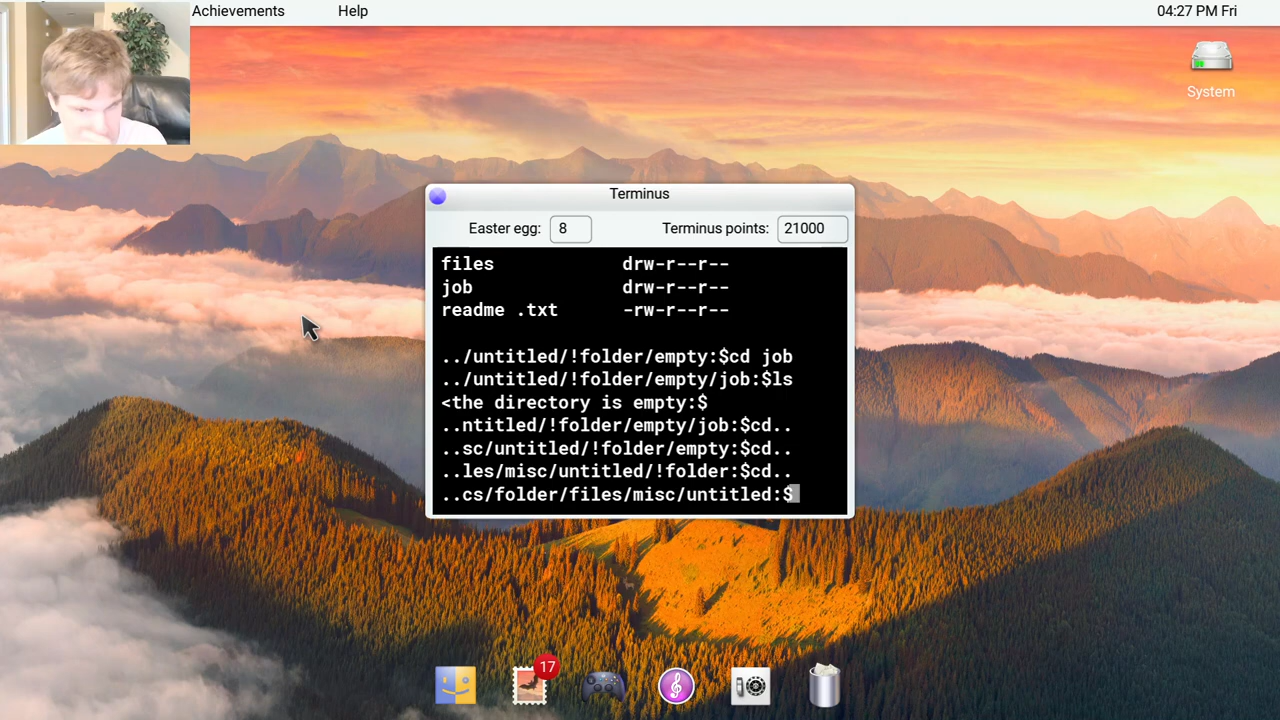 Achievements Help 04:27 PM Fri
System
Terminus
Easter egg: 8 Terminus points: 21000
files drw-r--r--
job drw-r--r--
readme .txt -rw-r--r--
../untitled/!folder/empty:$cd job
../untitled/!folder/empty/job:$ls
<the directory is empty:$
..ntitled/!folder/empty/job:$cd..
..sc/untitled/!folder/empty:$cd..
..les/misc/untitled/!folder:$cd..
..cs/folder/files/misc/untitled:$
17